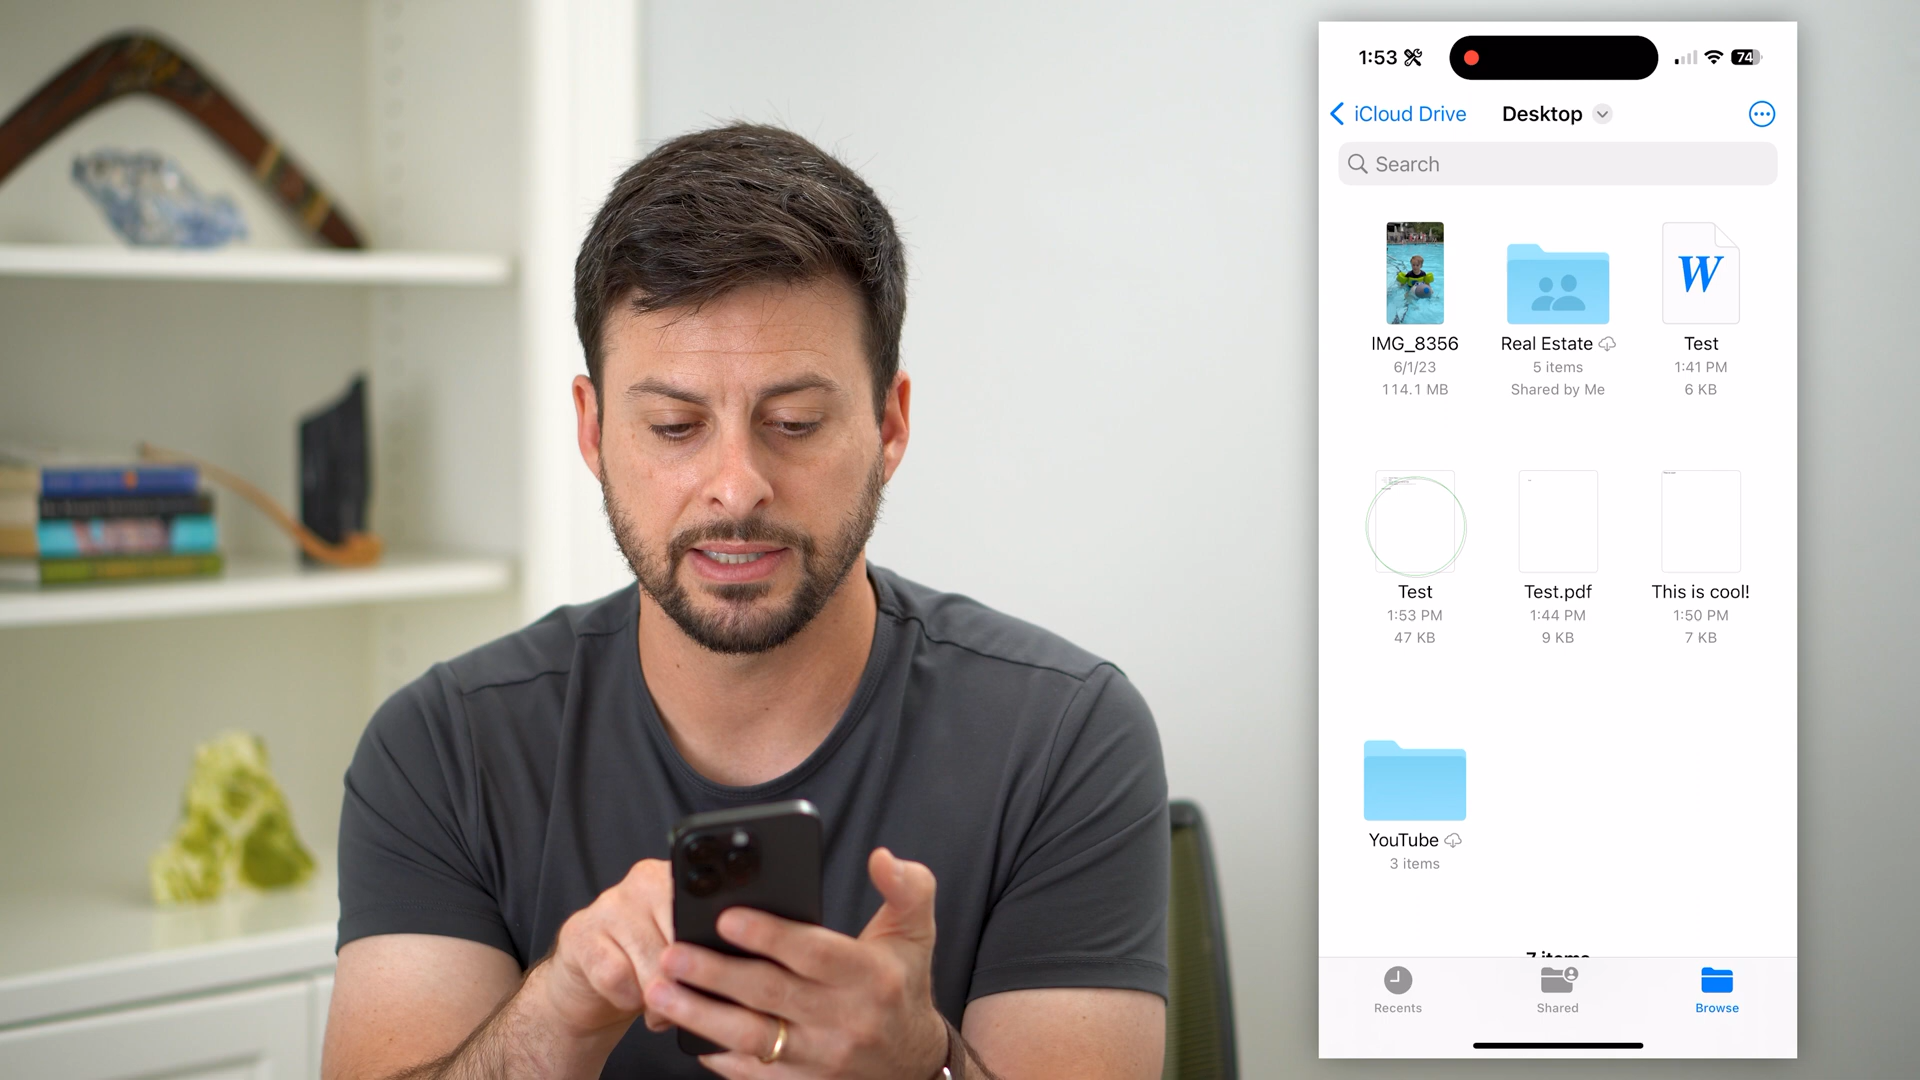 1:53
74
iCloud Drive
Desktop
Search
W
IMG_8356
6/1/23
114.1 MB
Real Estate
5 items
Shared by Me
Test
1:41 PM
6 KB
Test
1:53 PM
47 KB
Test.pdf
1:44 PM
9 KB
This is cool!
1:50 PM
7 KB
YouTube
3 items
7 items
Recents
Shared
Browse